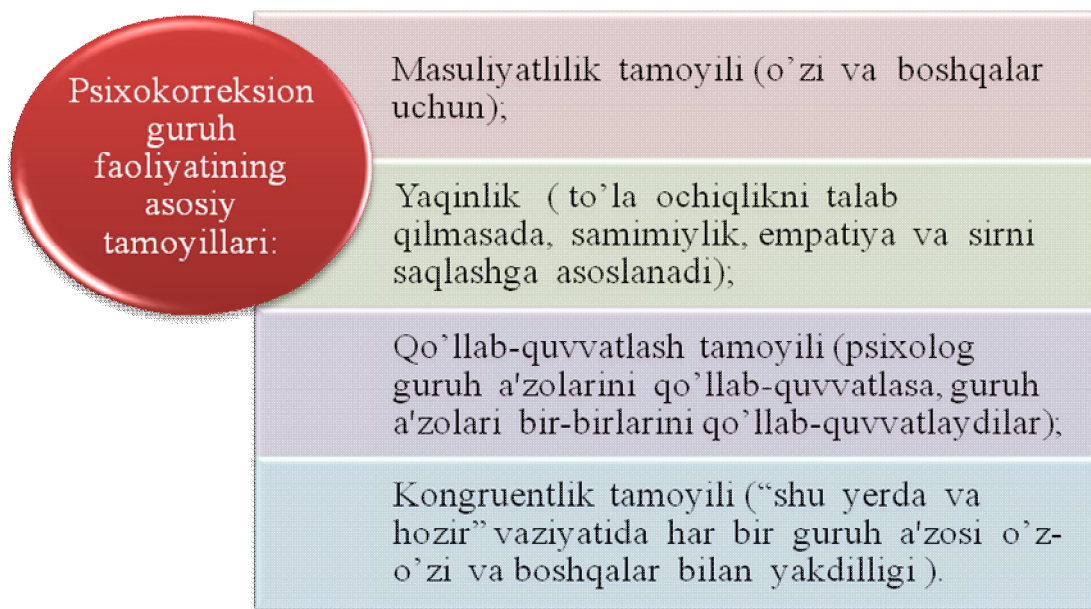 Psixokorreksion
guruh
faoliyatining
asosiy
tamoyillari:
Masuliyatlilik tamoyili (o’zi va boshqalar
uchun);
Yaqinlik ( to’la ochiqlikni talab
qilmasada, samimiylik, empatiya va sirni
saqlashga asoslanadi);
Qo’llab-quvvatlash tamoyili (psixolog
guruh a'zolarini qo’llab-quvvatlasa, guruh
a'zolari bir-birlarini qo’llab-quvvatlaydilar);
Kongruentlik tamoyili (“shu yerda va
hozir” vaziyatida har bir guruh a'zosi o’z-
o’zi va boshqalar bilan yakdilligi ).